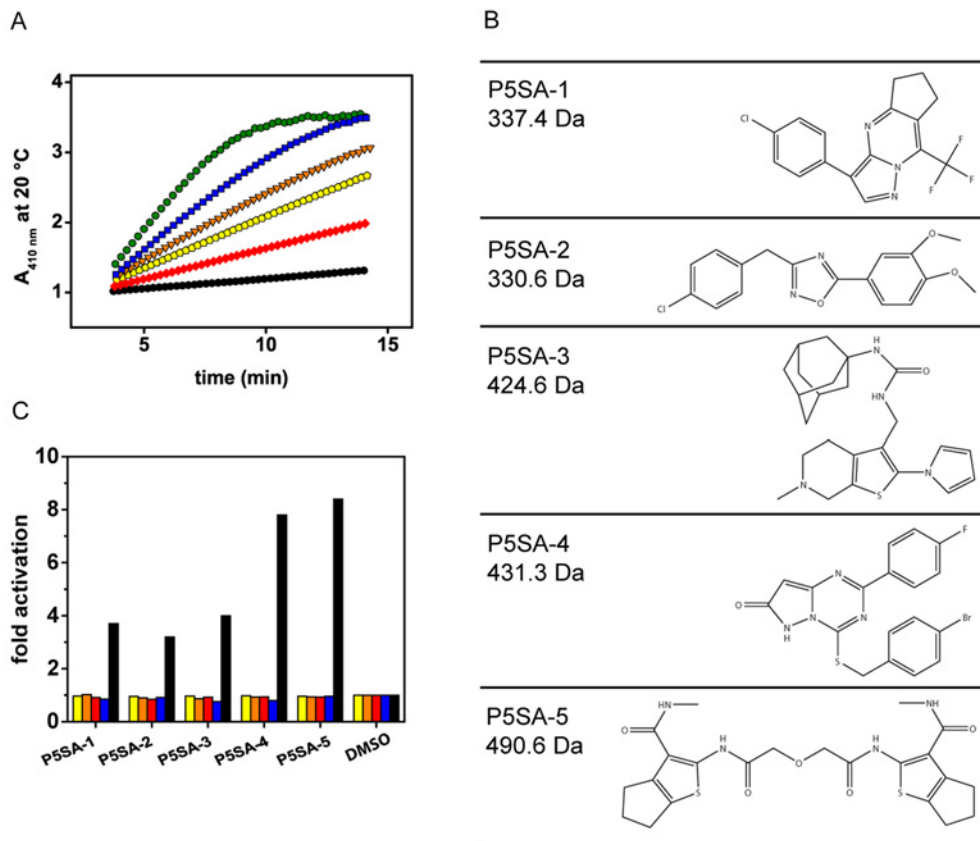 A
4
3
2
1
A410 nm at 20 °C
5
10
15
time (min)
B
P5SA-1
337.4 Da
Cl
N
N
N
F
F
F
P5SA-2
330.6 Da
Cl
N
N
O
O
O
P5SA-3
424.6 Da
H
N
O
HN
N
S
N
P5SA-4
431.3 Da
F
N
O
N
N
N
H
S
Br
P5SA-5
490.6 Da
HN
NH
O
O
H
N
H
N
S
O
O
O
S
C
10
8
6
4
2
0
fold activation
P5SA-1
P5SA-2
P5SA-3
P5SA-4
P5SA-5
DMSO